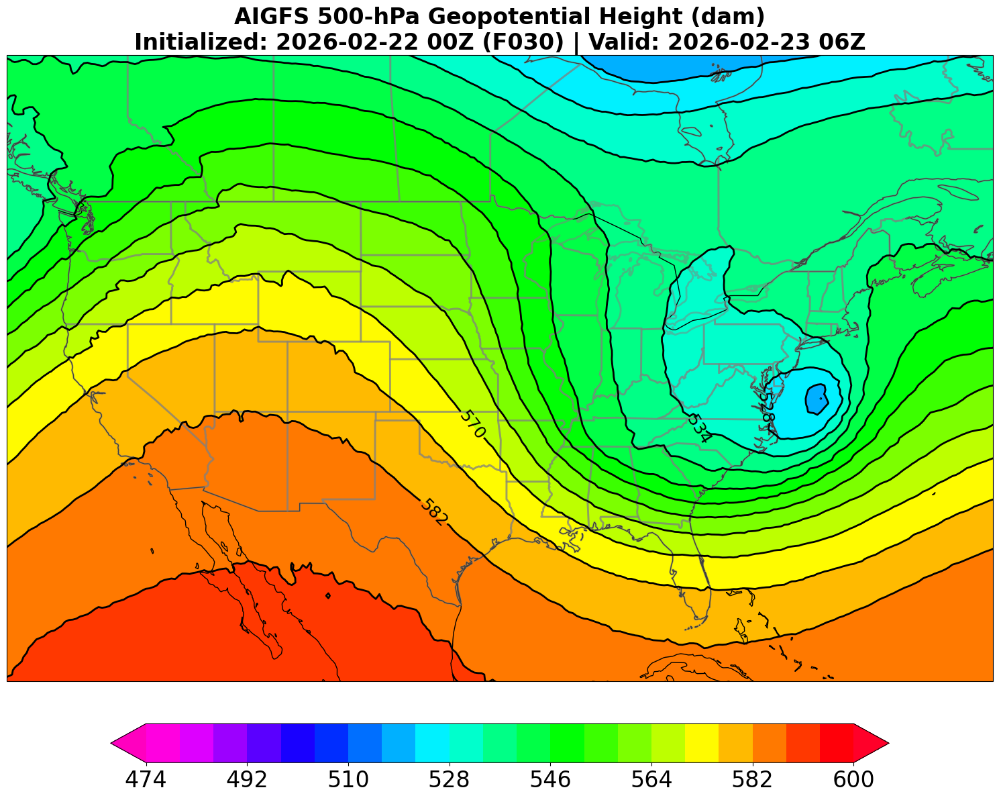 AIGFS 500-hPa Geopotential Height (dam)
Initialized: 2026-02-22 00Z (F030) | Valid: 2026-02-23 06Z
528
534
570
582
474 492 510 528 546 564 582 600